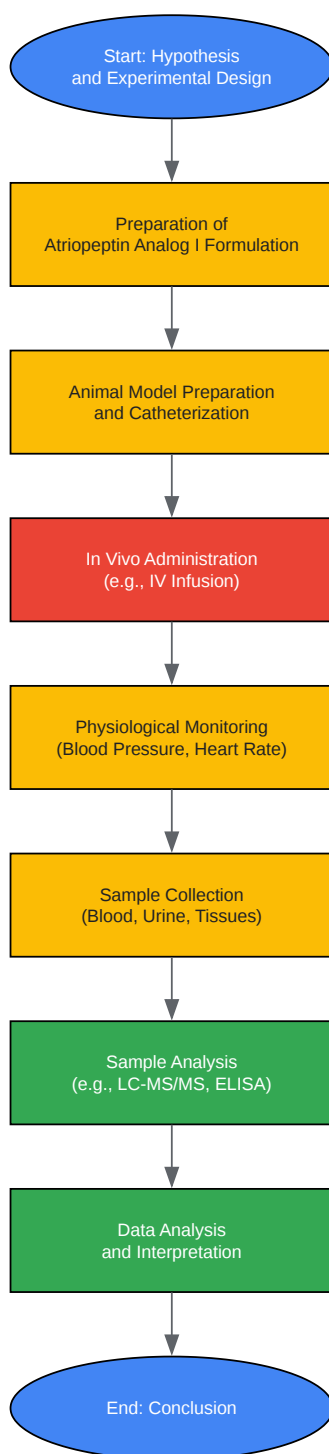 Start: Hypothesis
and Experimental Design
Preparation of
Atriopeptin Analog I Formulation
Animal Model Preparation
and Catheterization
In Vivo Administration
(e.g., IV Infusion)
Physiological Monitoring
(Blood Pressure, Heart Rate)
Sample Collection
(Blood, Urine, Tissues)
Sample Analysis
(e.g., LC-MS/MS, ELISA)
Data Analysis
and Interpretation
End: Conclusion